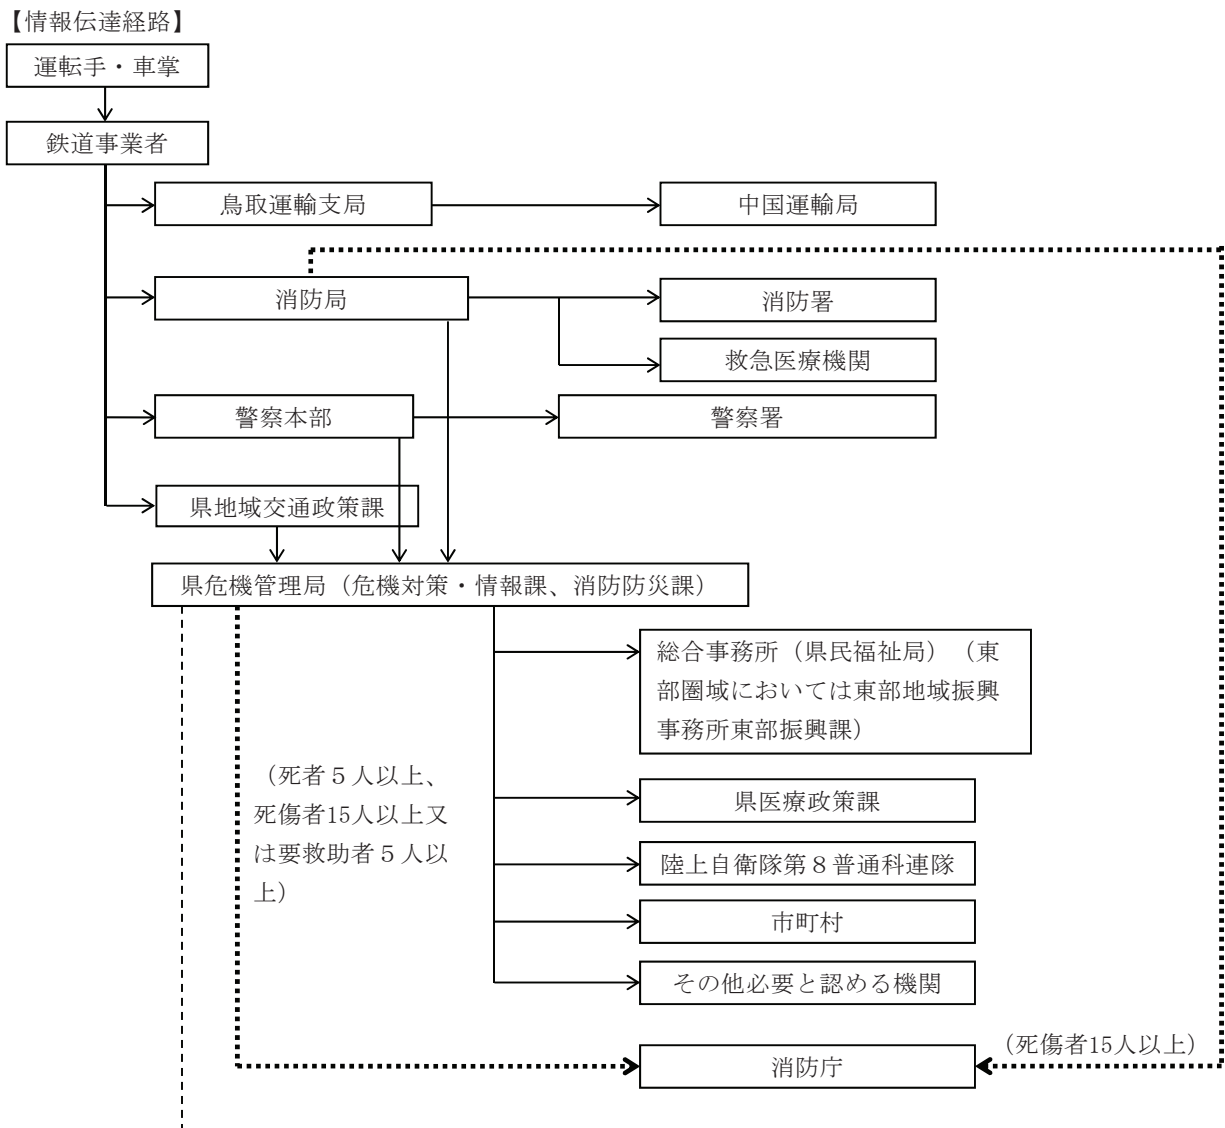 【情報伝達経路】
運転手・車掌
鉄道事業者
鳥取運輸支局
中国運輸局
消防局
消防署
救急医療機関
警察本部
警察署
県地域交通政策課
県危機管理局（危機対策・情報課、消防防災課）
総合事務所（県民福祉局）（東
部圏域においては東部地域振興
事務所東部振興課）
（死者５人以上、
死傷者15人以上又
は要救助者５人以
上）
県医療政策課
陸上自衛隊第８普通科連隊
市町村
その他必要と認める機関
（死傷者15人以上）
消防庁